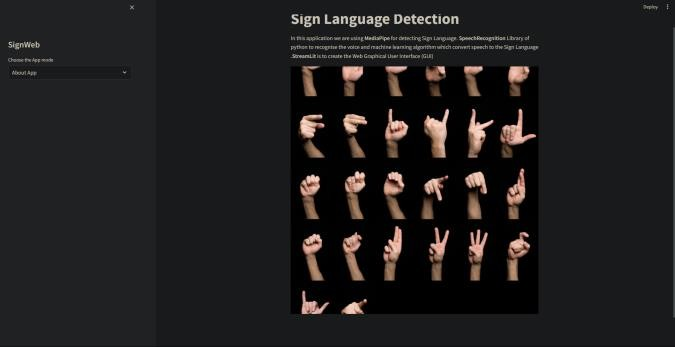 Deploy
Sign Language Detection
In this application we are using MediaPipe for detecting Sign Language. SpeechRecognition Library of
python to recognise the voice and machine learning algorithm which convert speech to the Sign Language
.StreamLit is to create the Web Graphical User Interface (GUI)
SignWeb
Choose the App mode
About App